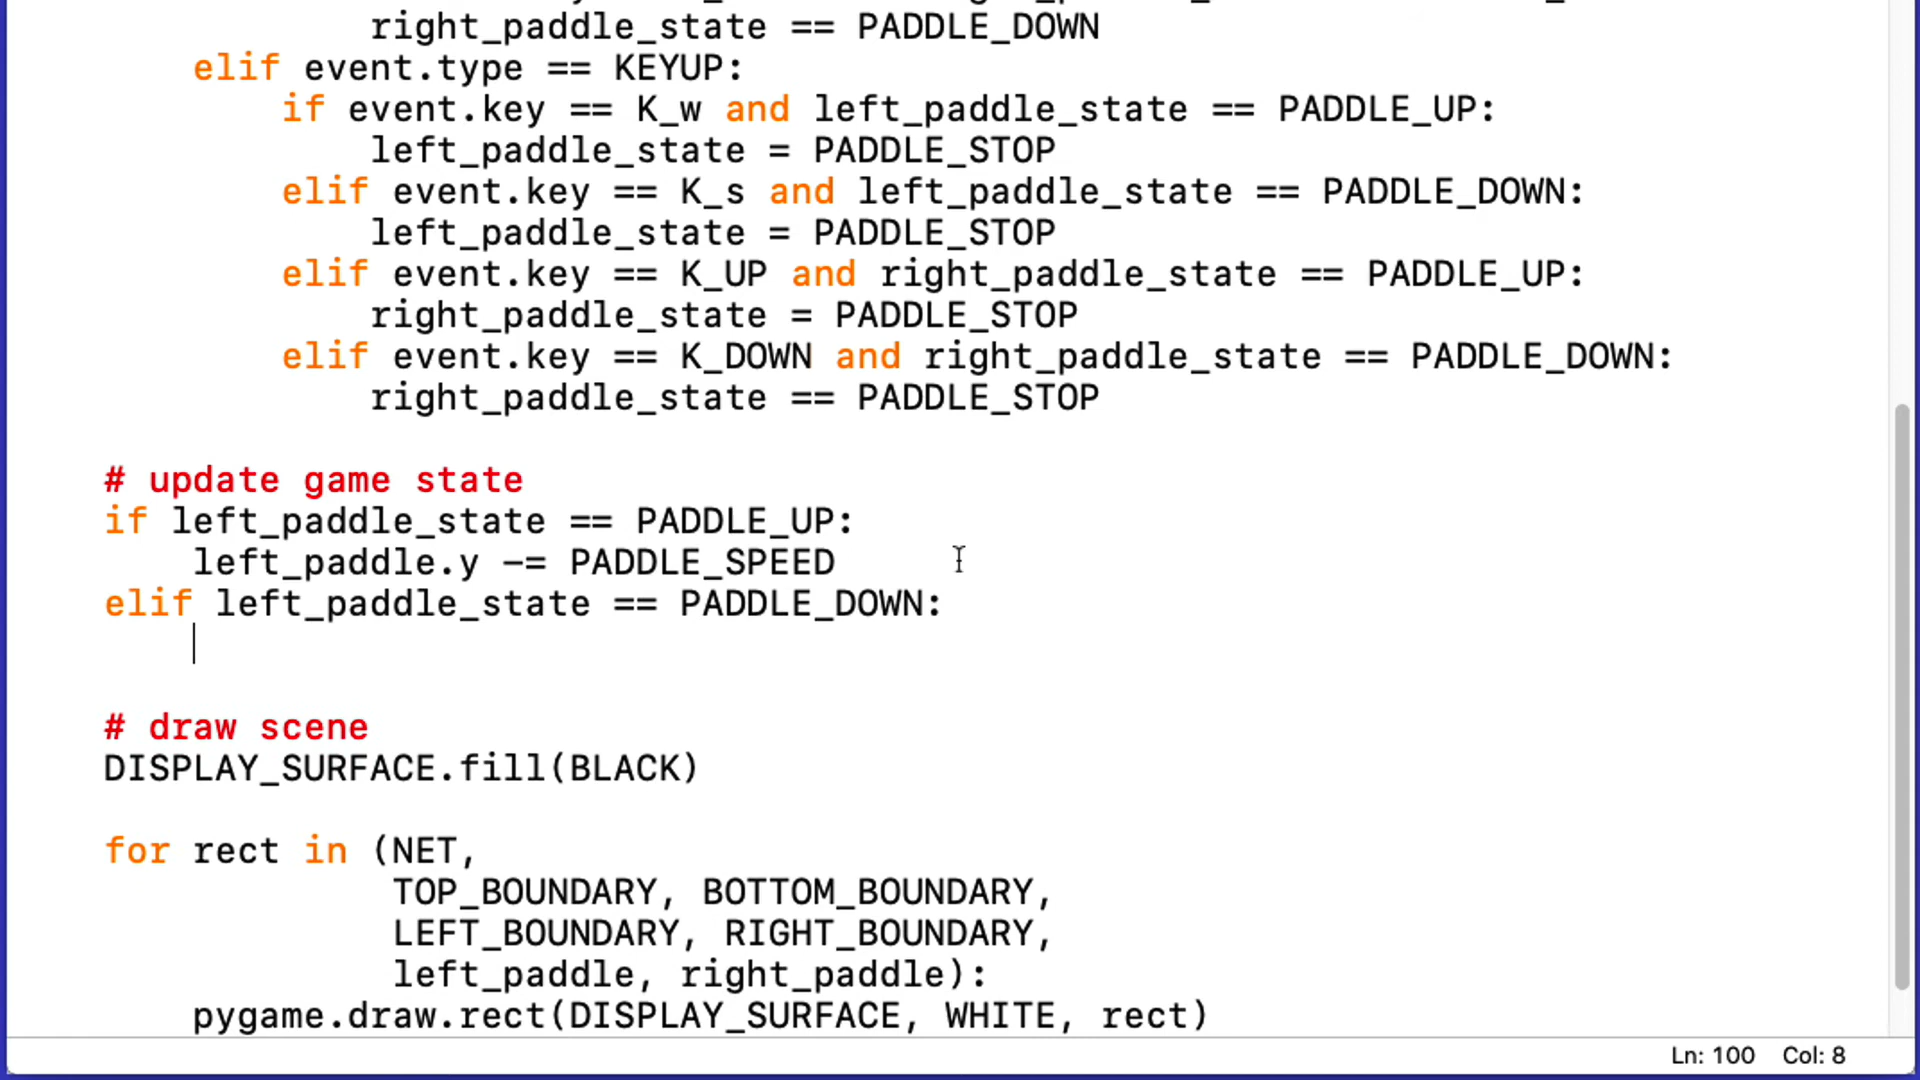 right_paddle_state == PADDLE_DOWN
elif event.type == KEYUP:
if event.key == K_w and left_paddle_state == PADDLE_UP:
left_paddle_state = PADDLE_STOP
elif event.key == K_s and left_paddle_state == PADDLE_DOWN:
left_paddle_state = PADDLE_STOP
elif event.key == K_UP and right_paddle_state == PADDLE_UP:
right_paddle_state = PADDLE_STOP
elif event.key == K_DOWN and right_paddle_state == PADDLE_DOWN:
right_paddle_state == PADDLE_STOP
# update game state
if left_paddle_state == PADDLE_UP:
left_paddle.y -= PADDLE_SPEED
elif left_paddle_state == PADDLE_DOWN:
# draw scene
DISPLAY_SURFACE.fill(BLACK)
for rect in (NET,
TOP_BOUNDARY, BOTTOM_BOUNDARY,
LEFT_BOUNDARY, RIGHT_BOUNDARY,
left_paddle, right_paddle):
pygame.draw.rect(DISPLAY_SURFACE, WHITE, rect)
Ln: 100 Col: 8